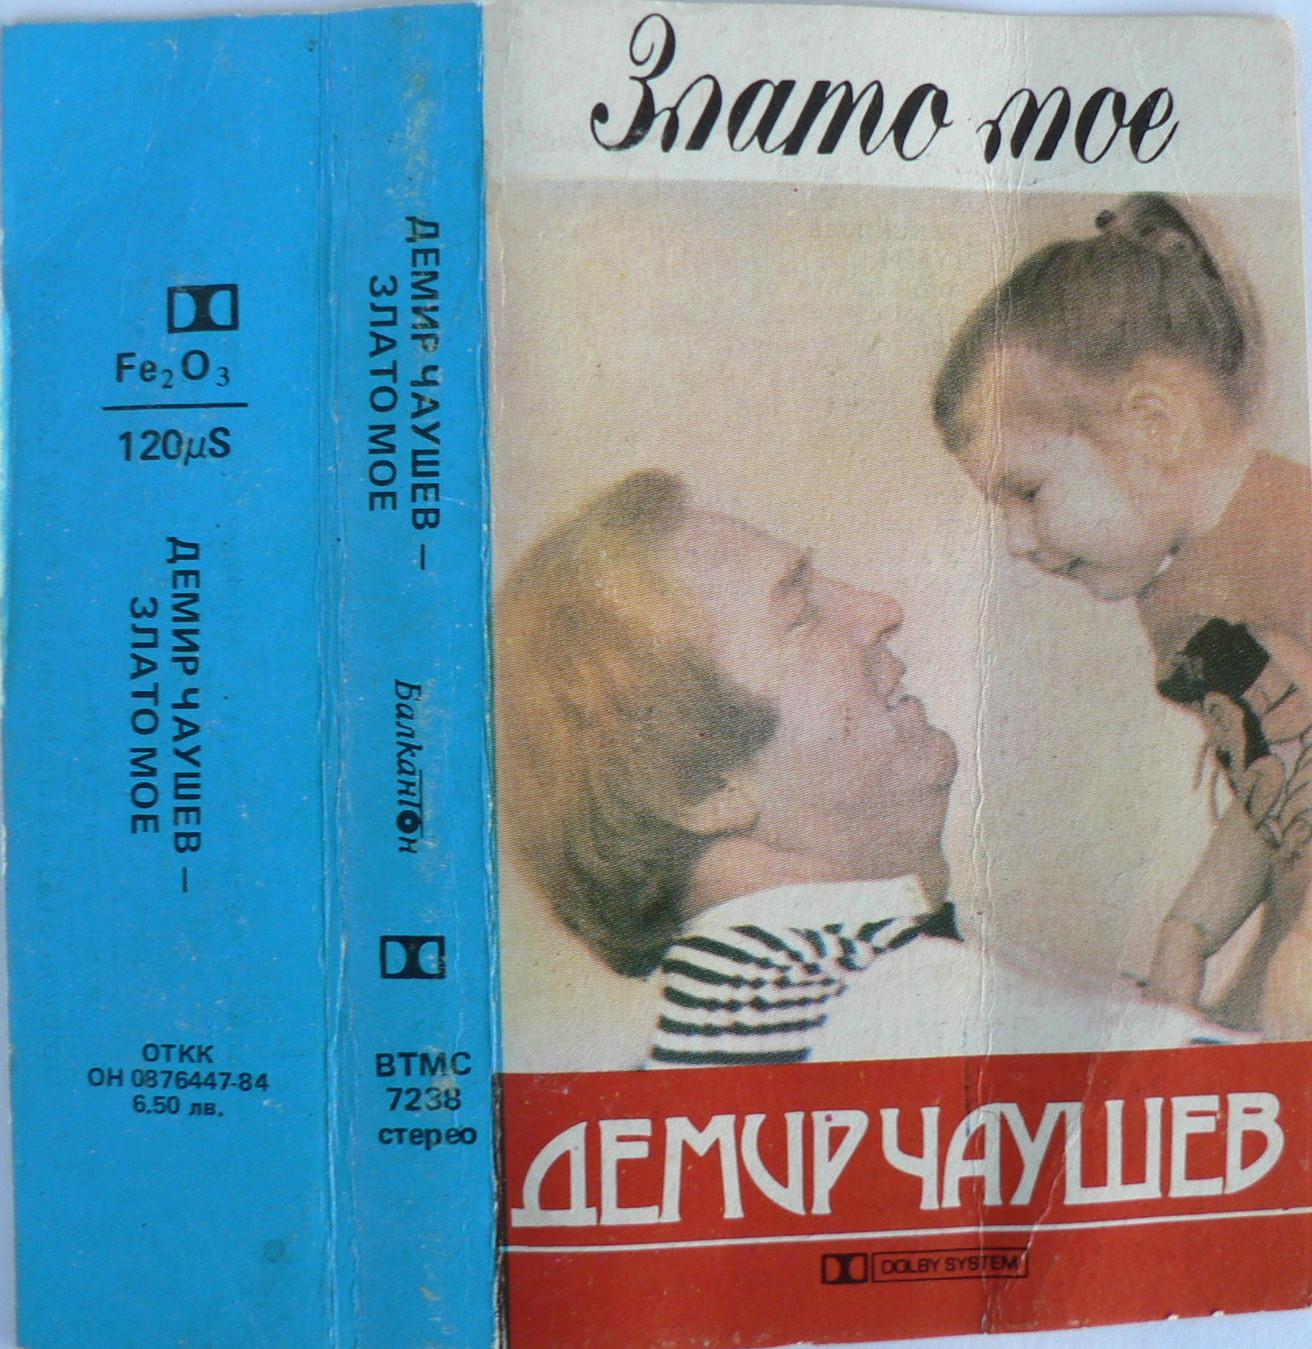 Злато мое
ДЕМИР ЧАУШЕВ
DOLBY SYSTEM
ДЕМИР ЧАУШЕВ –
ЗЛАТО МОЕ
Балкантон
ВТМС
7238
стерео
Fe₂O₃
120µS
ДЕМИР ЧАУШЕВ –
ЗЛАТО МОЕ
ОТКК
ОН 0876447-84
6.50 лв.